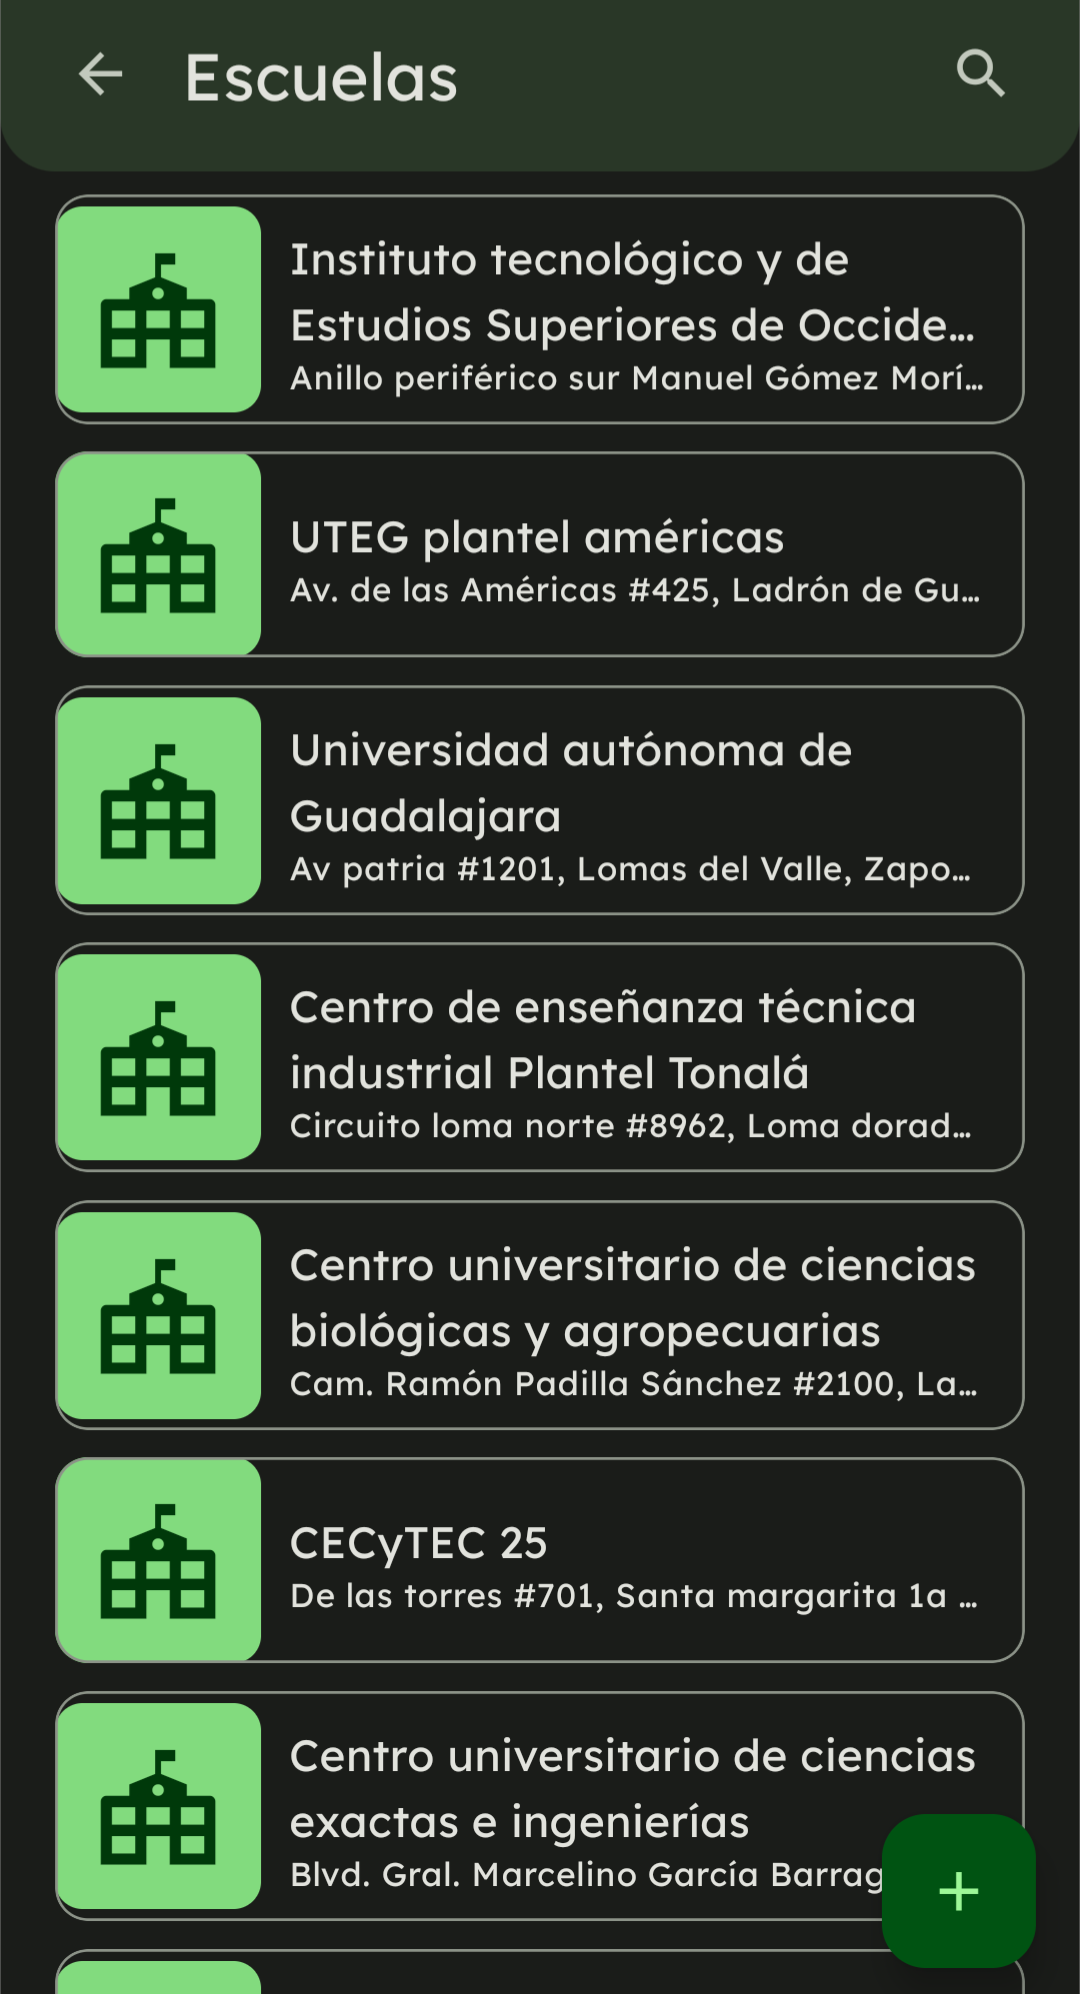 Escuelas
Instituto tecnológico y de
Estudios Superiores de Occide...
Anillo periférico sur Manuel Gómez Morí...
UTEG plantel américas
Av. de las Américas #425, Ladrón de Gu...
Universidad autónoma de
Guadalajara
Av patria #1201, Lomas del Valle, Zapo...
Centro de enseñanza técnica
industrial Plantel Tonalá
Circuito loma norte #8962, Loma dorad...
Centro universitario de ciencias
biológicas y agropecuarias
Cam. Ramón Padilla Sánchez #2100, La...
CECyTEC 25
De las torres #701, Santa margarita 1a ...
Centro universitario de ciencias
exactas e ingenierías
Blvd. Gral. Marcelino García Barrag